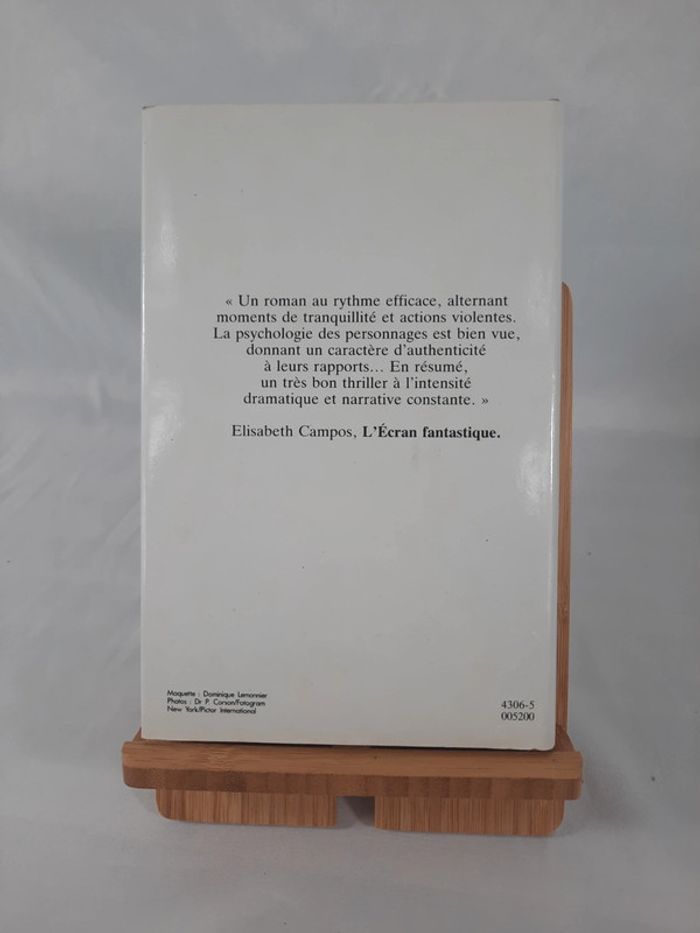 « Un roman au rythme efficace, alternant
moments de tranquillité et actions violentes.
La psychologie des personnages est bien vue,
donnant un caractère d'authenticité
à leurs rapports... En résumé,
un très bon thriller à l'intensité
dramatique et narrative constante. »
Elisabeth Campos, L'Écran fantastique.
Maquette : Dominique Lemonnier
Photos : Dr P. Corson/Fotogram
New York/Pictor International
4306-5
005200